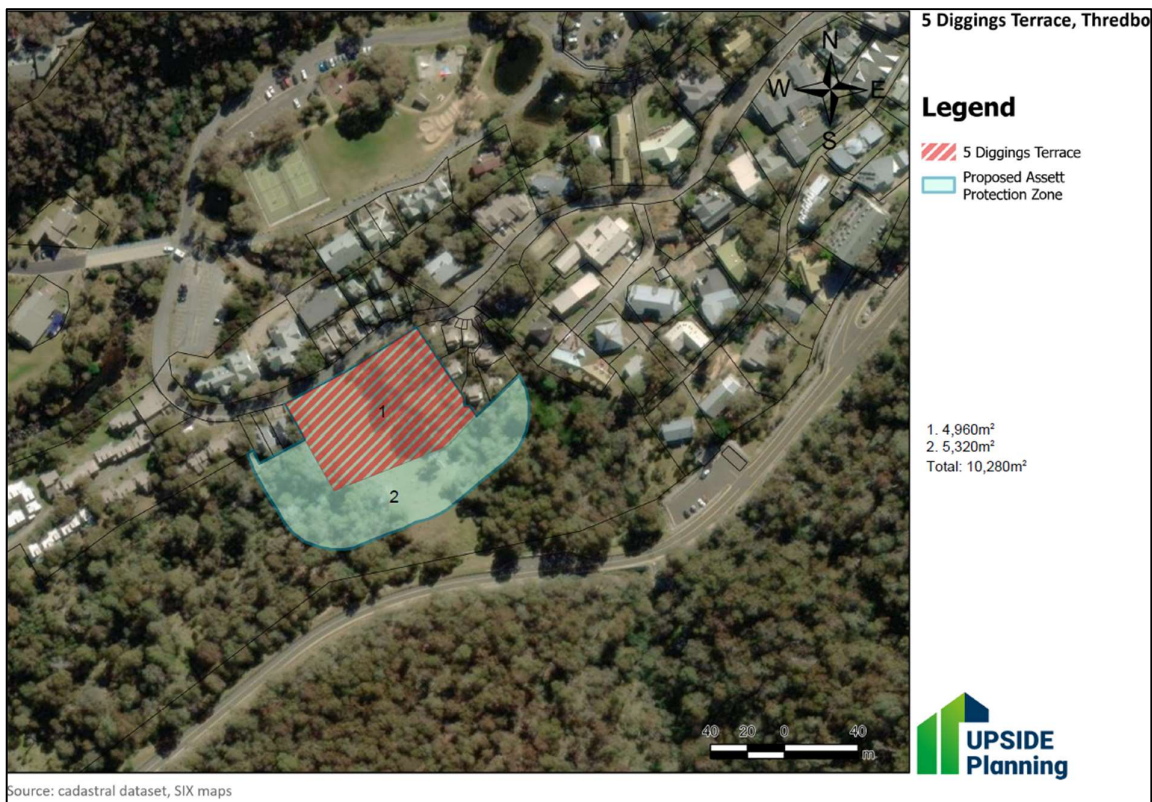 5 Diggings Terrace, Thredbo
N
W E
S
Legend
5 Diggings Terrace
Proposed Assett
Protection Zone
1
2
1. 4,960m²
2. 5,320m²
Total: 10,280m²
40 20 0 40
m
UPSIDE
Planning
Source: cadastral dataset, SIX maps